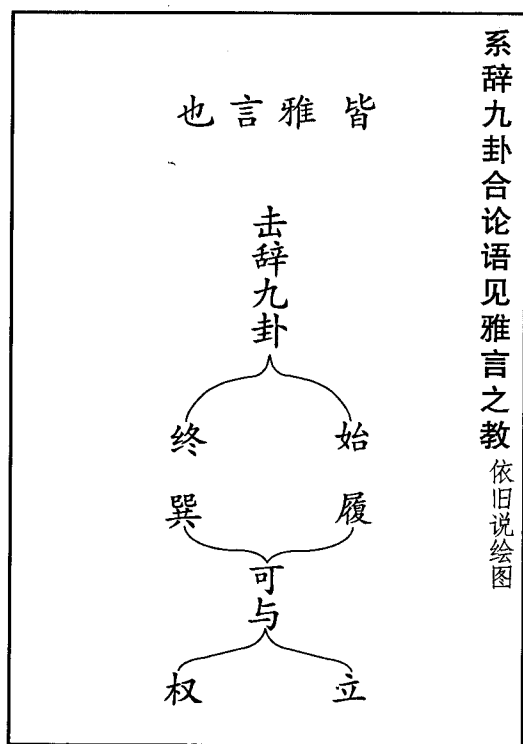 系辞九卦合论语见雅言之教 依旧说绘图
皆雅言也
击辞九卦
始 终
履 巽
可与
立 权